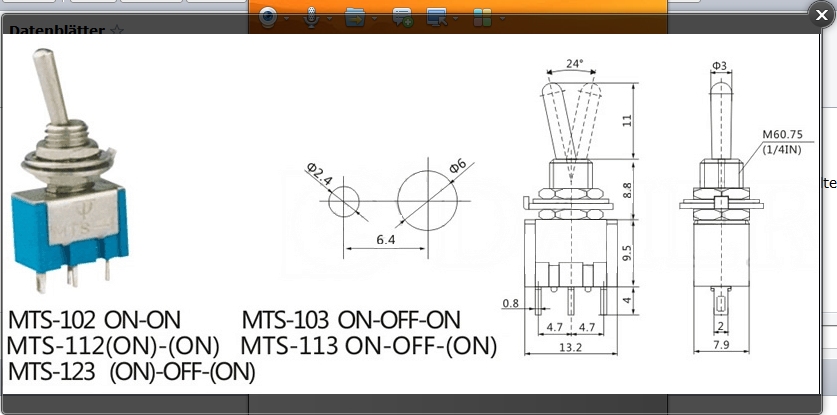 Datenblätter
24°
Φ3
11
M60.75
(1/4IN)
Φ2.4
Φ6
8.8
6.4
9.5
MTS
0.8
4
4.7 4.7
2
13.2
7.9
MTS-102 ON-ON MTS-103 ON-OFF-ON
MTS-112(ON)-(ON) MTS-113 ON-OFF-(ON)
MTS-123 (ON)-OFF-(ON)